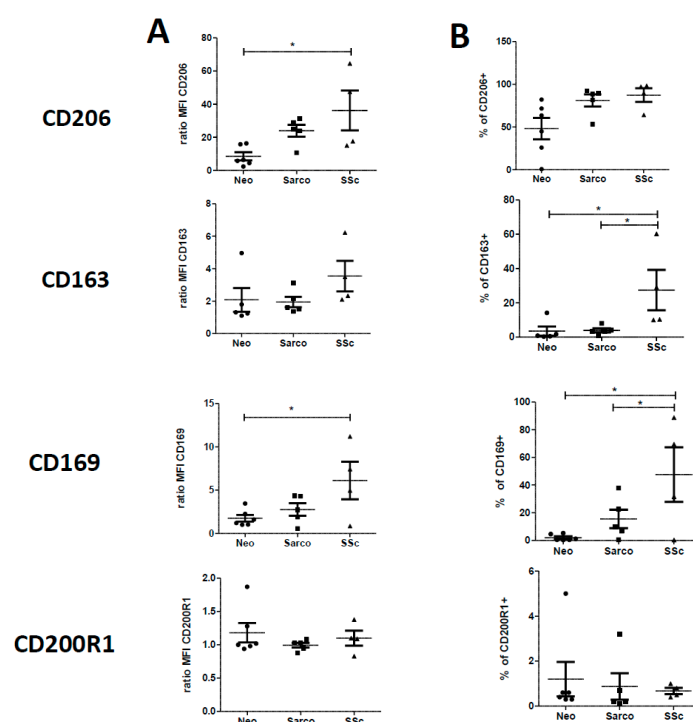 A B
CD206
ratio MFI CD206
80
60
40
20
0
*
Neo Sarco SSc
% of CD206+
150
100
50
0
Neo Sarco SSc
CD163
ratio MFI CD163
8
6
4
2
0
Neo Sarco SSc
% of CD163+
80
60
40
20
0
*
*
Neo Sarco SSc
CD169
ratio MFI CD169
15
10
5
0
*
Neo Sarco SSc
% of CD169+
100
80
60
40
20
0
*
*
Neo Sarco SSc
CD200R1
ratio MFI CD200R1
2.0
1.5
1.0
0.5
0.0
Neo Sarco SSc
% of CD200R1+
6
4
2
0
Neo Sarco SSc